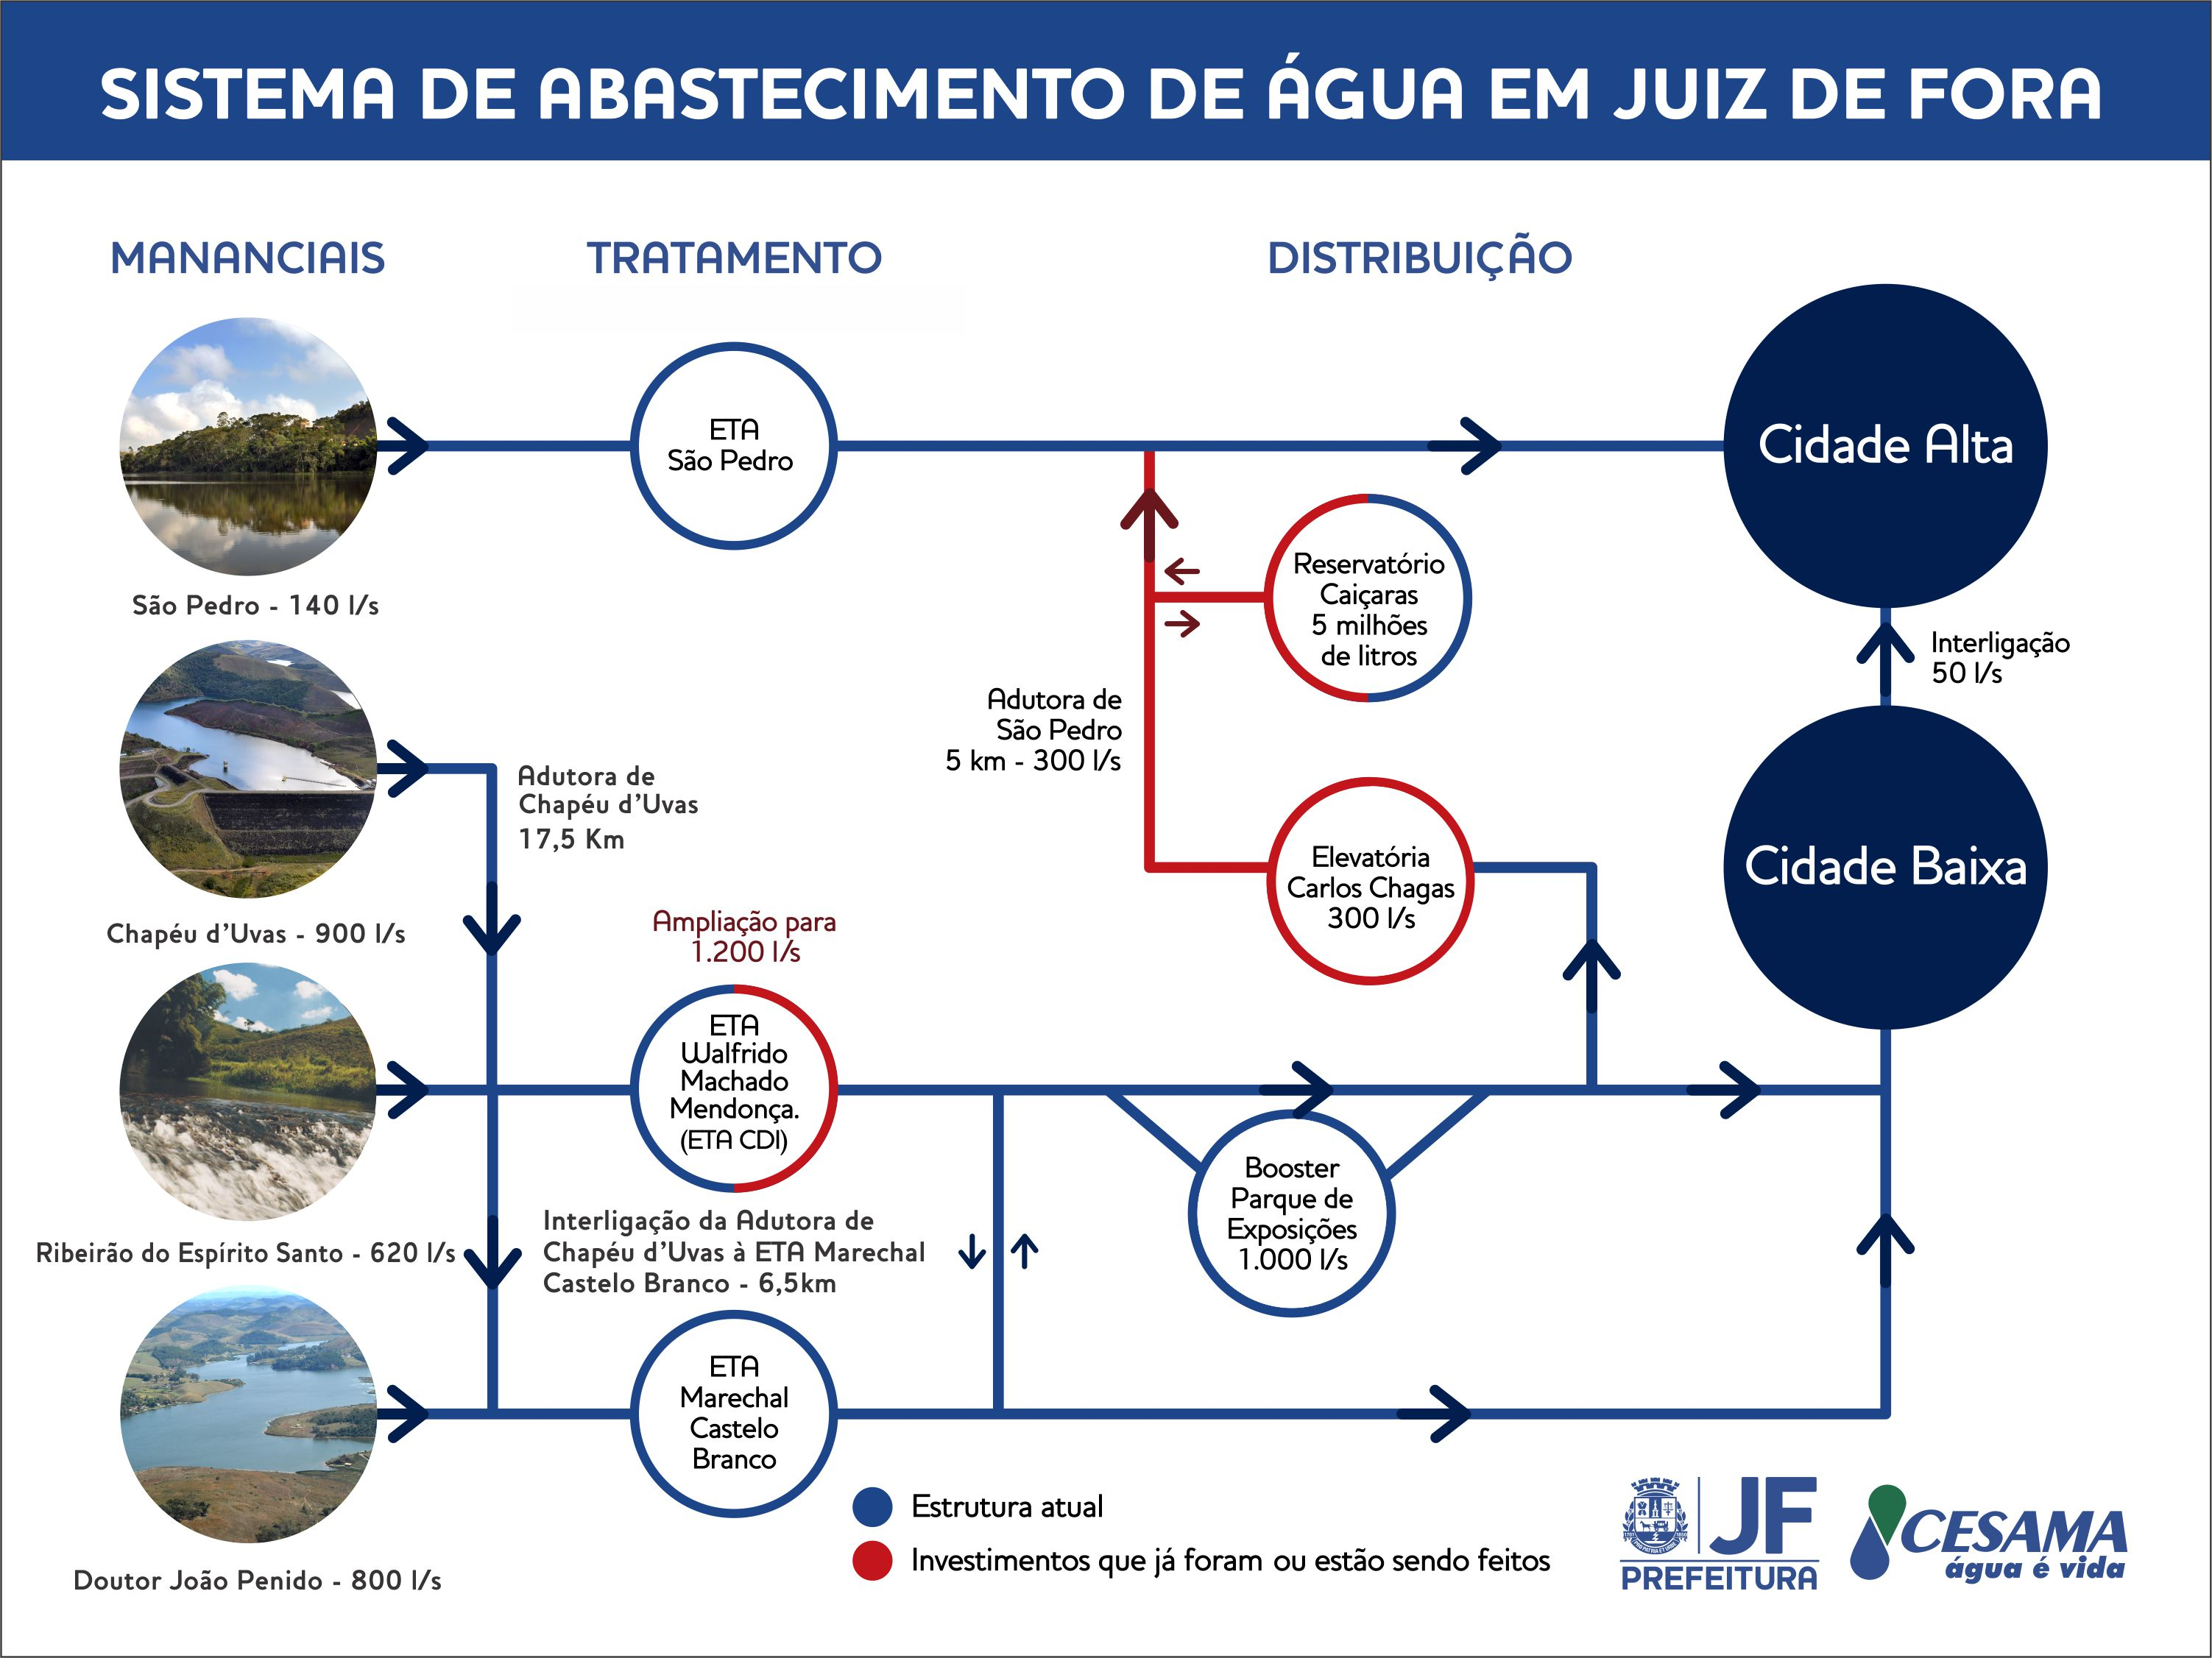 SISTEMA DE ABASTECIMENTO DE ÁGUA EM JUIZ DE FORA
MANANCIAIS
TRATAMENTO
DISTRIBUIÇÃO
ETA
São Pedro
Cidade Alta
São Pedro - 140 l/s
Reservatório
Caiçaras
5 milhões
de litros
Interligação
50 l/s
Adutora de
São Pedro
5 km - 300 l/s
Adutora de
Chapéu d'Uvas
17,5 Km
Elevatória
Carlos Chagas
300 l/s
Cidade Baixa
Chapéu d'Uvas - 900 l/s
Ampliação para
1.200 l/s
ETA
Walfrido
Machado
Mendonça.
(ETA CDI)
Booster
Parque de
Exposições
1.000 l/s
Ribeirão do Espírito Santo - 620 l/s
Interligação da Adutora de
Chapéu d'Uvas à ETA Marechal
Castelo Branco - 6,5km
ETA
Marechal
Castelo
Branco
Doutor João Penido - 800 l/s
Estrutura atual
Investimentos que já foram ou estão sendo feitos
JF
PREFEITURA
CESAMA
água é vida